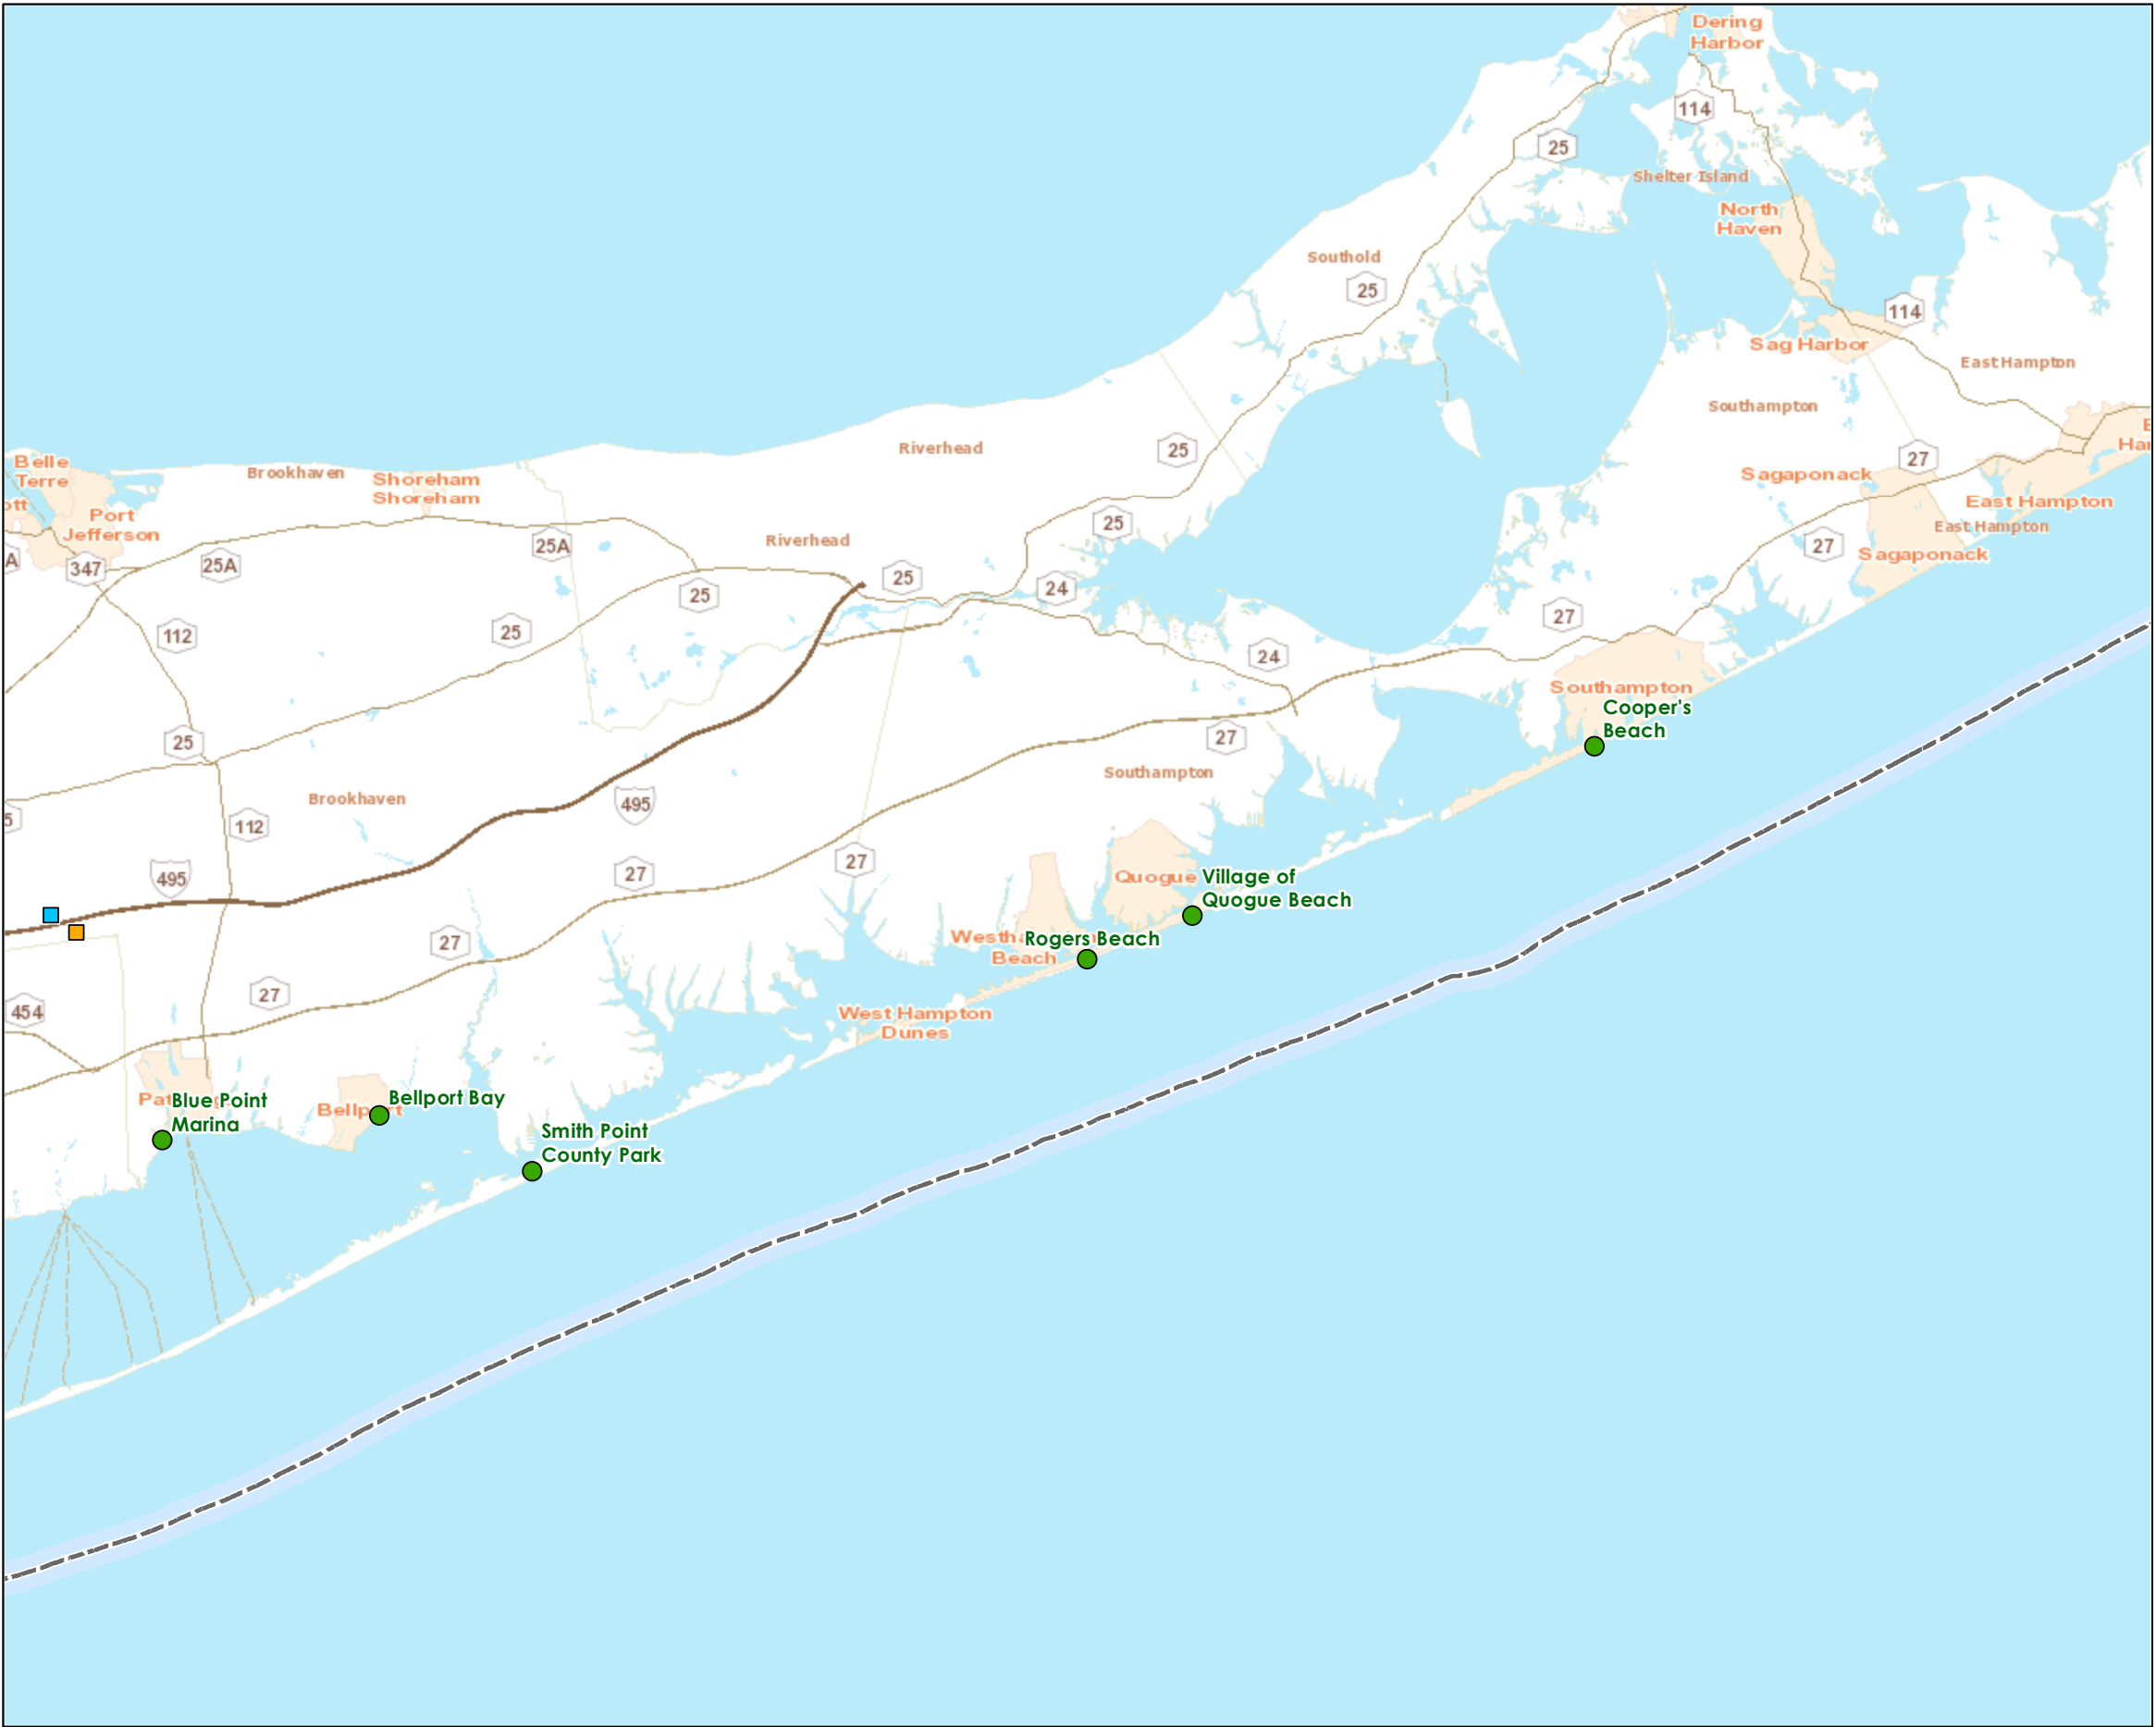 Dering
Harbor
114
25
Shelter Island
North
Haven
Southold
25
114
Sag Harbor
East Hampton
Southampton
Riverhead
25
27
E
Har
Belle
Terre
Brookhaven
Shoreham
Shoreham
Sagaponack
ott
Port
Jefferson
East Hampton
East Hampton
25
Riverhead
25A
27
Sagaponack
A
347
25A
25
24
25
27
112
25
24
Southampton
Cooper's
Beach
25
27
Southampton
Brookhaven
495
5
112
27
27
495
Quogue
Village of
Quogue Beach
27
Rogers Beach
Beach
27
454
West Hampton
Dunes
Blue Point
Marina
Bellport Bay
Smith Point
County Park